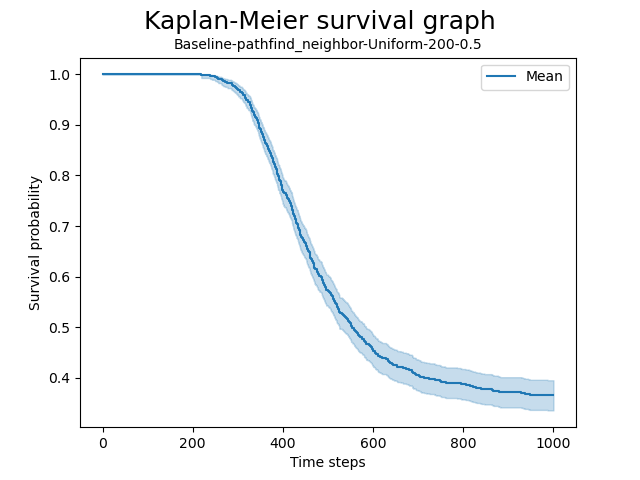 Kaplan-Meier survival graph
Baseline-pathfind_neighbor-Uniform-200-0.5
Mean
1.0
0.9
0.8
0.7
0.6
0.5
0.4
Survival probability
0
200
400
600
800
1000
Time steps